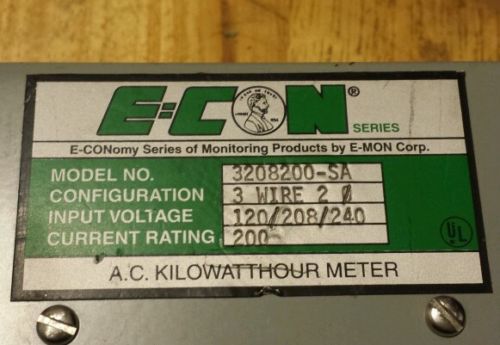 E-CON® SERIES
E-CONomy Series of Monitoring Products by E-MON Corp.
MODEL NO. 3208200-SA
CONFIGURATION 3 WIRE 2 Ø
INPUT VOLTAGE 120/208/240
CURRENT RATING 200
UL
A.C. KILOWATTHOUR METER